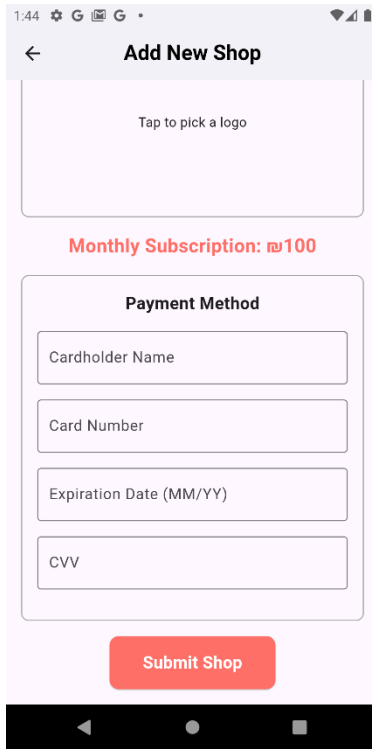 1:44 G G
Add New Shop
Tap to pick a logo
Monthly Subscription: ₪100
Payment Method
Cardholder Name
Card Number
Expiration Date (MM/YY)
CVV
Submit Shop